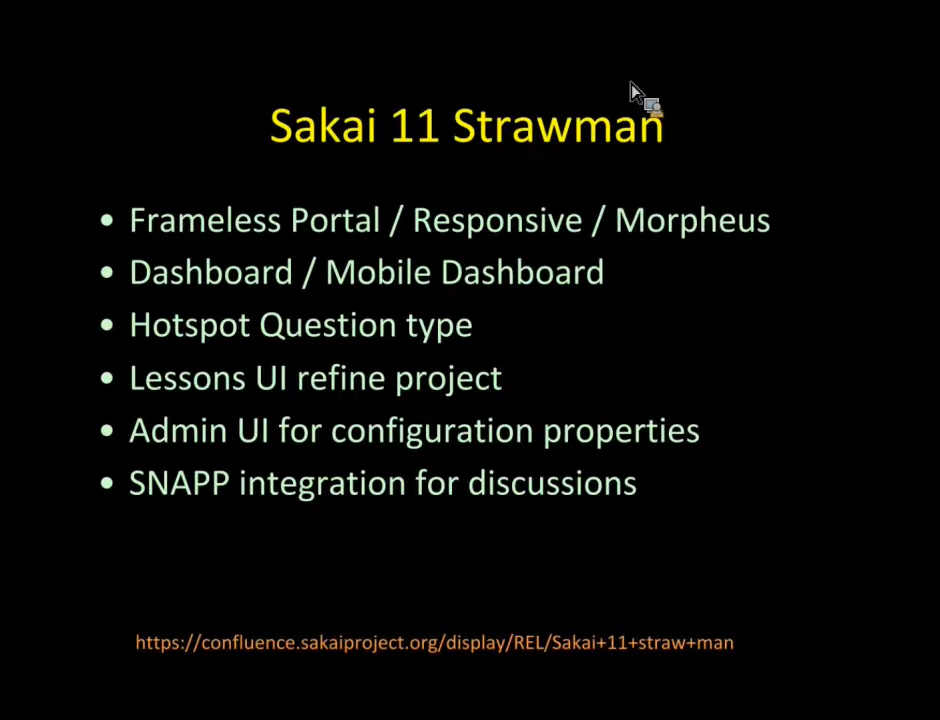 Sakai 11 Strawman
• Frameless Portal / Responsive / Morpheus
• Dashboard / Mobile Dashboard
• Hotspot Question type
• Lessons UI refine project
• Admin UI for configuration properties
• SNAPP integration for discussions
https://confluence.sakaiproject.org/display/REL/Sakai+11+straw+man